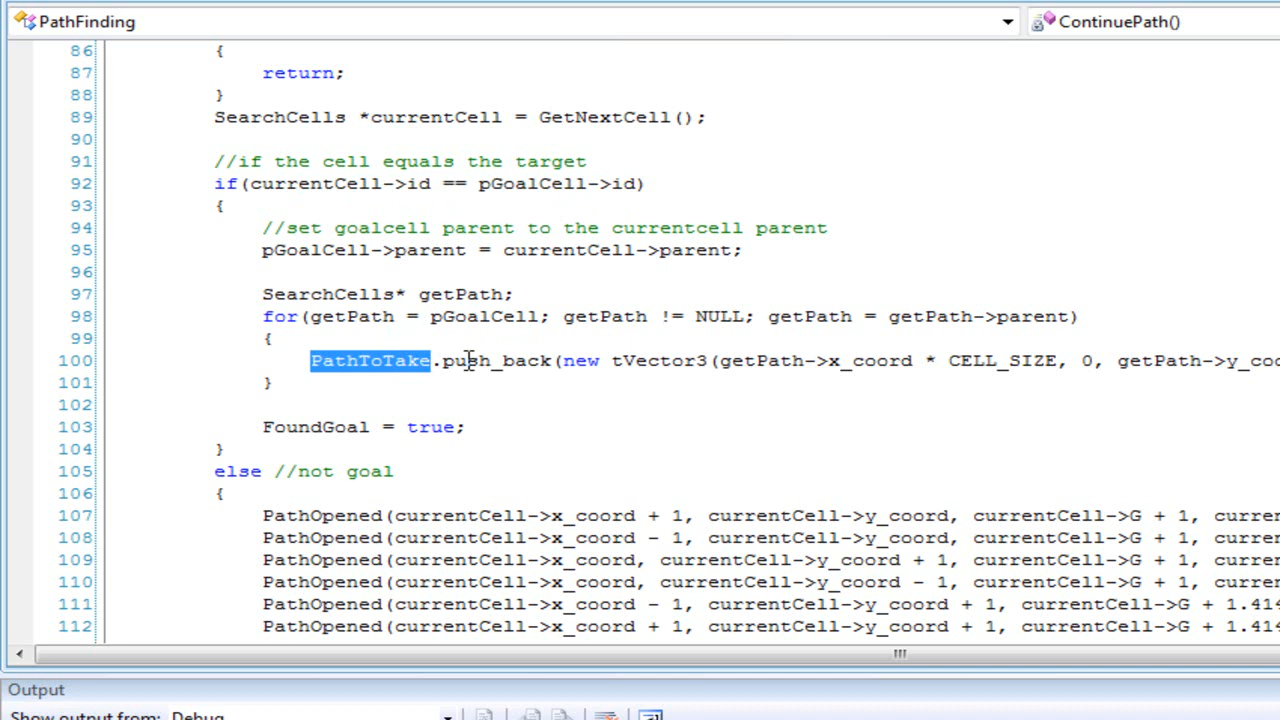 PathFinding ContinuePath()
86 {
87 return;
88 }
89 SearchCells *currentCell = GetNextCell();
90
91 //if the cell equals the target
92 if(currentCell->id == pGoalCell->id)
93 {
94 //set goalcell parent to the currentcell parent
95 pGoalCell->parent = currentCell->parent;
96
97 SearchCells* getPath;
98 for(getPath = pGoalCell; getPath != NULL; getPath = getPath->parent)
99 {
100 PathToTake.push_back(new tVector3(getPath->x_coord * CELL_SIZE, 0, getPath->y_coo
101 }
102
103 FoundGoal = true;
104 }
105 else //not goal
106 {
107 PathOpened(currentCell->x_coord + 1, currentCell->y_coord, currentCell->G + 1, curren
108 PathOpened(currentCell->x_coord - 1, currentCell->y_coord, currentCell->G + 1, curren
109 PathOpened(currentCell->x_coord, currentCell->y_coord + 1, currentCell->G + 1, curren
110 PathOpened(currentCell->x_coord, currentCell->y_coord - 1, currentCell->G + 1, curren
111 PathOpened(currentCell->x_coord - 1, currentCell->y_coord + 1, currentCell->G + 1.414
112 PathOpened(currentCell->x_coord + 1, currentCell->y_coord + 1, currentCell->G + 1.414
Output
Show output from: Debug